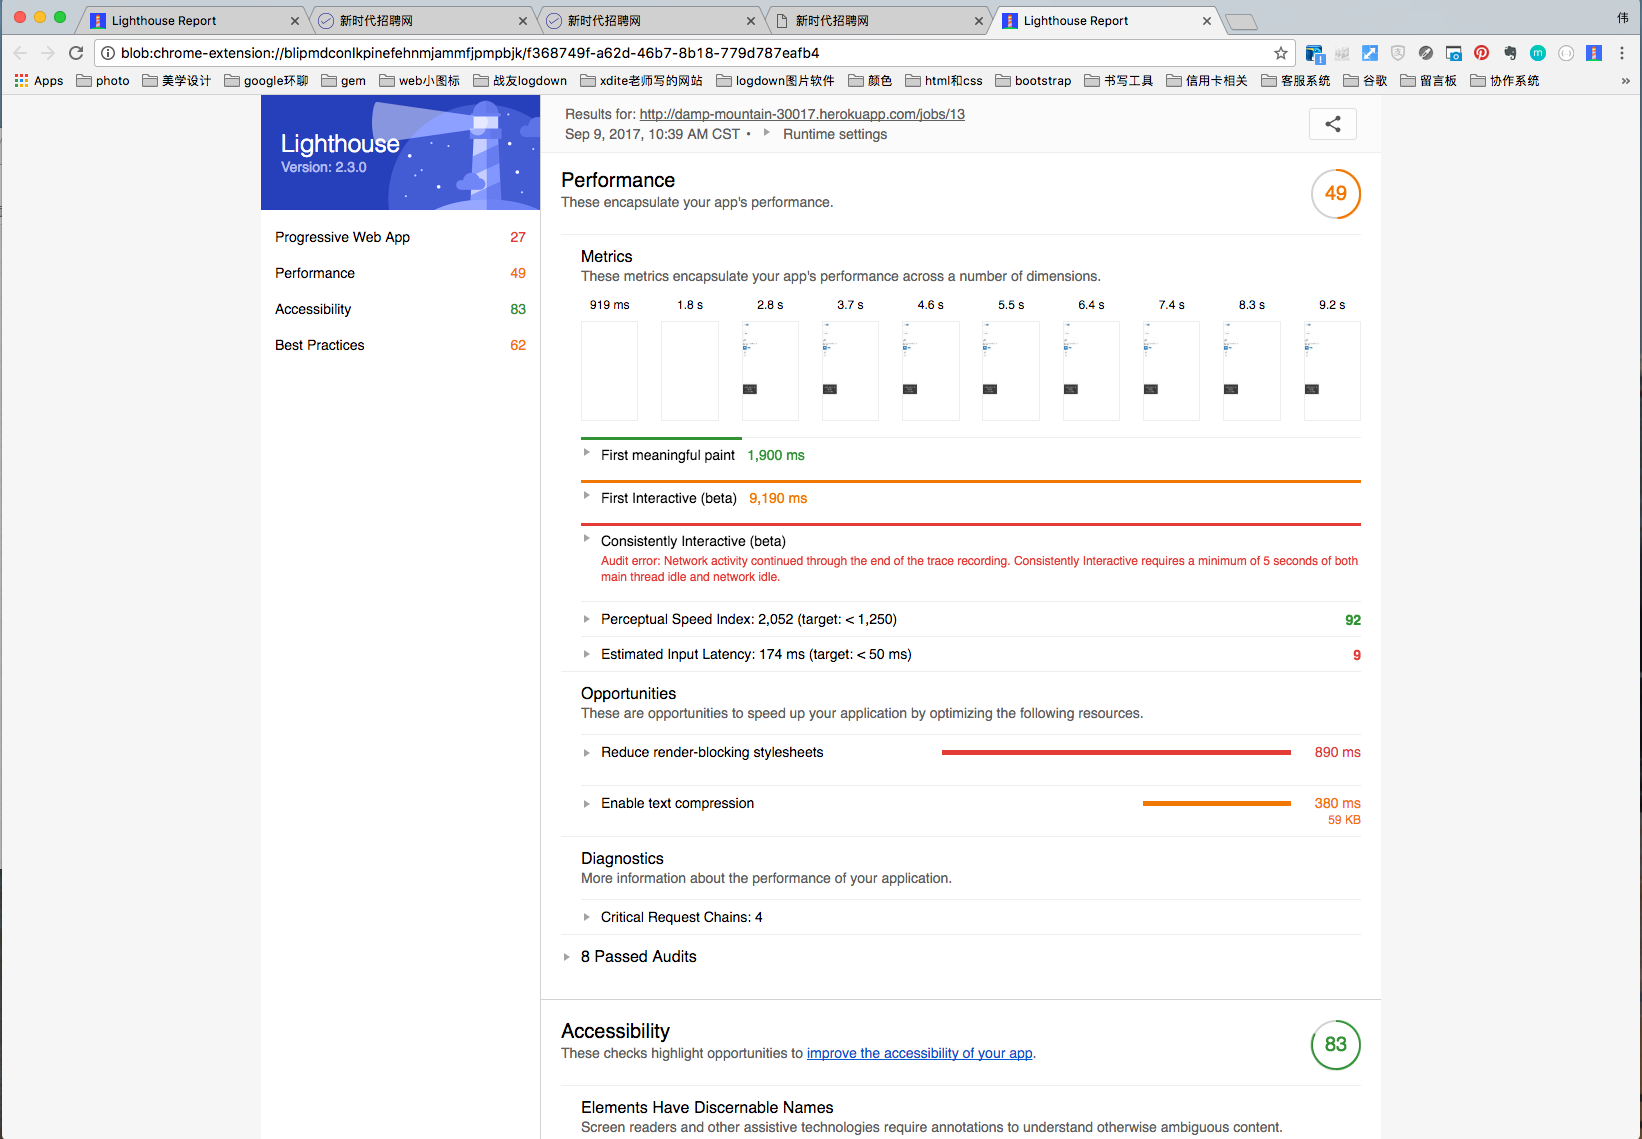 Lighthouse Report
新时代招聘网
新时代招聘网
新时代招聘网
Lighthouse Report
伟
blob:chrome-extension://blipmdconlkpinefehnmjammfjpmpbjk/f368749f-a62d-46b7-8b18-779d787eafb4
Apps photo 美学设计 google环聊 gem web小图标 战友logdown xdite老师写的网站 logdown图片软件 颜色 html和css bootstrap 书写工具 信用卡相关 客服系统 谷歌 留言板 协作系统 »
Lighthouse
Version: 2.3.0
Progressive Web App 27
Performance 49
Accessibility 83
Best Practices 62
Results for: http://damp-mountain-30017.herokuapp.com/jobs/13
Sep 9, 2017, 10:39 AM CST • Runtime settings
Performance
These encapsulate your app's performance.
49
Metrics
These metrics encapsulate your app's performance across a number of dimensions.
919 ms 1.8 s 2.8 s 3.7 s 4.6 s 5.5 s 6.4 s 7.4 s 8.3 s 9.2 s
First meaningful paint 1,900 ms
First Interactive (beta) 9,190 ms
Consistently Interactive (beta)
Audit error: Network activity continued through the end of the trace recording. Consistently Interactive requires a minimum of 5 seconds of both
main thread idle and network idle.
Perceptual Speed Index: 2,052 (target: < 1,250) 92
Estimated Input Latency: 174 ms (target: < 50 ms) 9
Opportunities
These are opportunities to speed up your application by optimizing the following resources.
Reduce render-blocking stylesheets 890 ms
Enable text compression 380 ms
59 KB
Diagnostics
More information about the performance of your application.
Critical Request Chains: 4
8 Passed Audits
Accessibility
These checks highlight opportunities to improve the accessibility of your app.
83
Elements Have Discernable Names
Screen readers and other assistive technologies require annotations to understand otherwise ambiguous content.